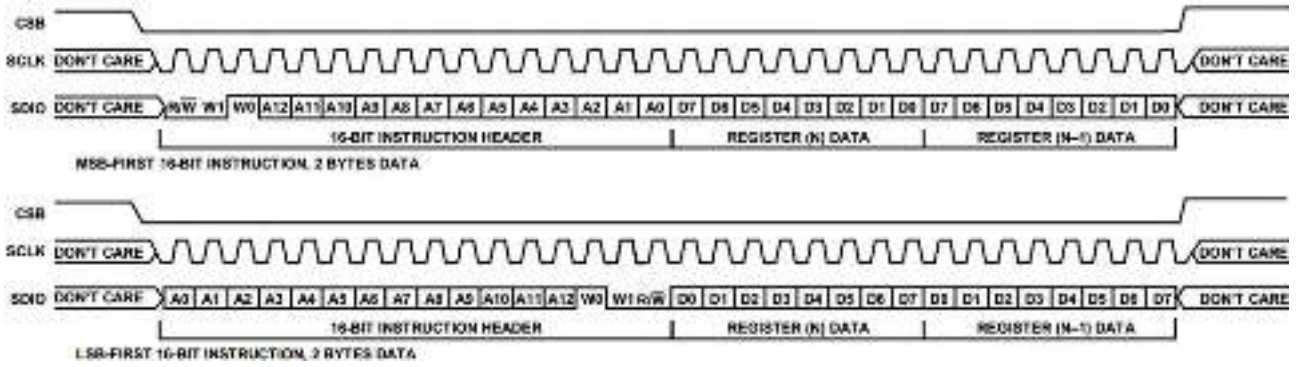 CSB
SCLK DON'T CARE DON'T CARE
SDIO DON'T CARE R/W W1 W0 A12 A11 A10 A9 A8 A7 A6 A5 A4 A3 A2 A1 A0 D7 D6 D5 D4 D3 D2 D1 D0 D7 D6 D5 D4 D3 D2 D1 D0 DON'T CARE
16-BIT INSTRUCTION HEADER REGISTER (N) DATA REGISTER (N–1) DATA
MSB-FIRST 16-BIT INSTRUCTION, 2 BYTES DATA
CSB
SCLK DON'T CARE DON'T CARE
SDIO DON'T CARE A0 A1 A2 A3 A4 A5 A6 A7 A8 A9 A10 A11 A12 W0 W1 R/W D0 D1 D2 D3 D4 D5 D6 D7 D0 D1 D2 D3 D4 D5 D6 D7 DON'T CARE
16-BIT INSTRUCTION HEADER REGISTER (N) DATA REGISTER (N–1) DATA
LSB-FIRST 16-BIT INSTRUCTION, 2 BYTES DATA